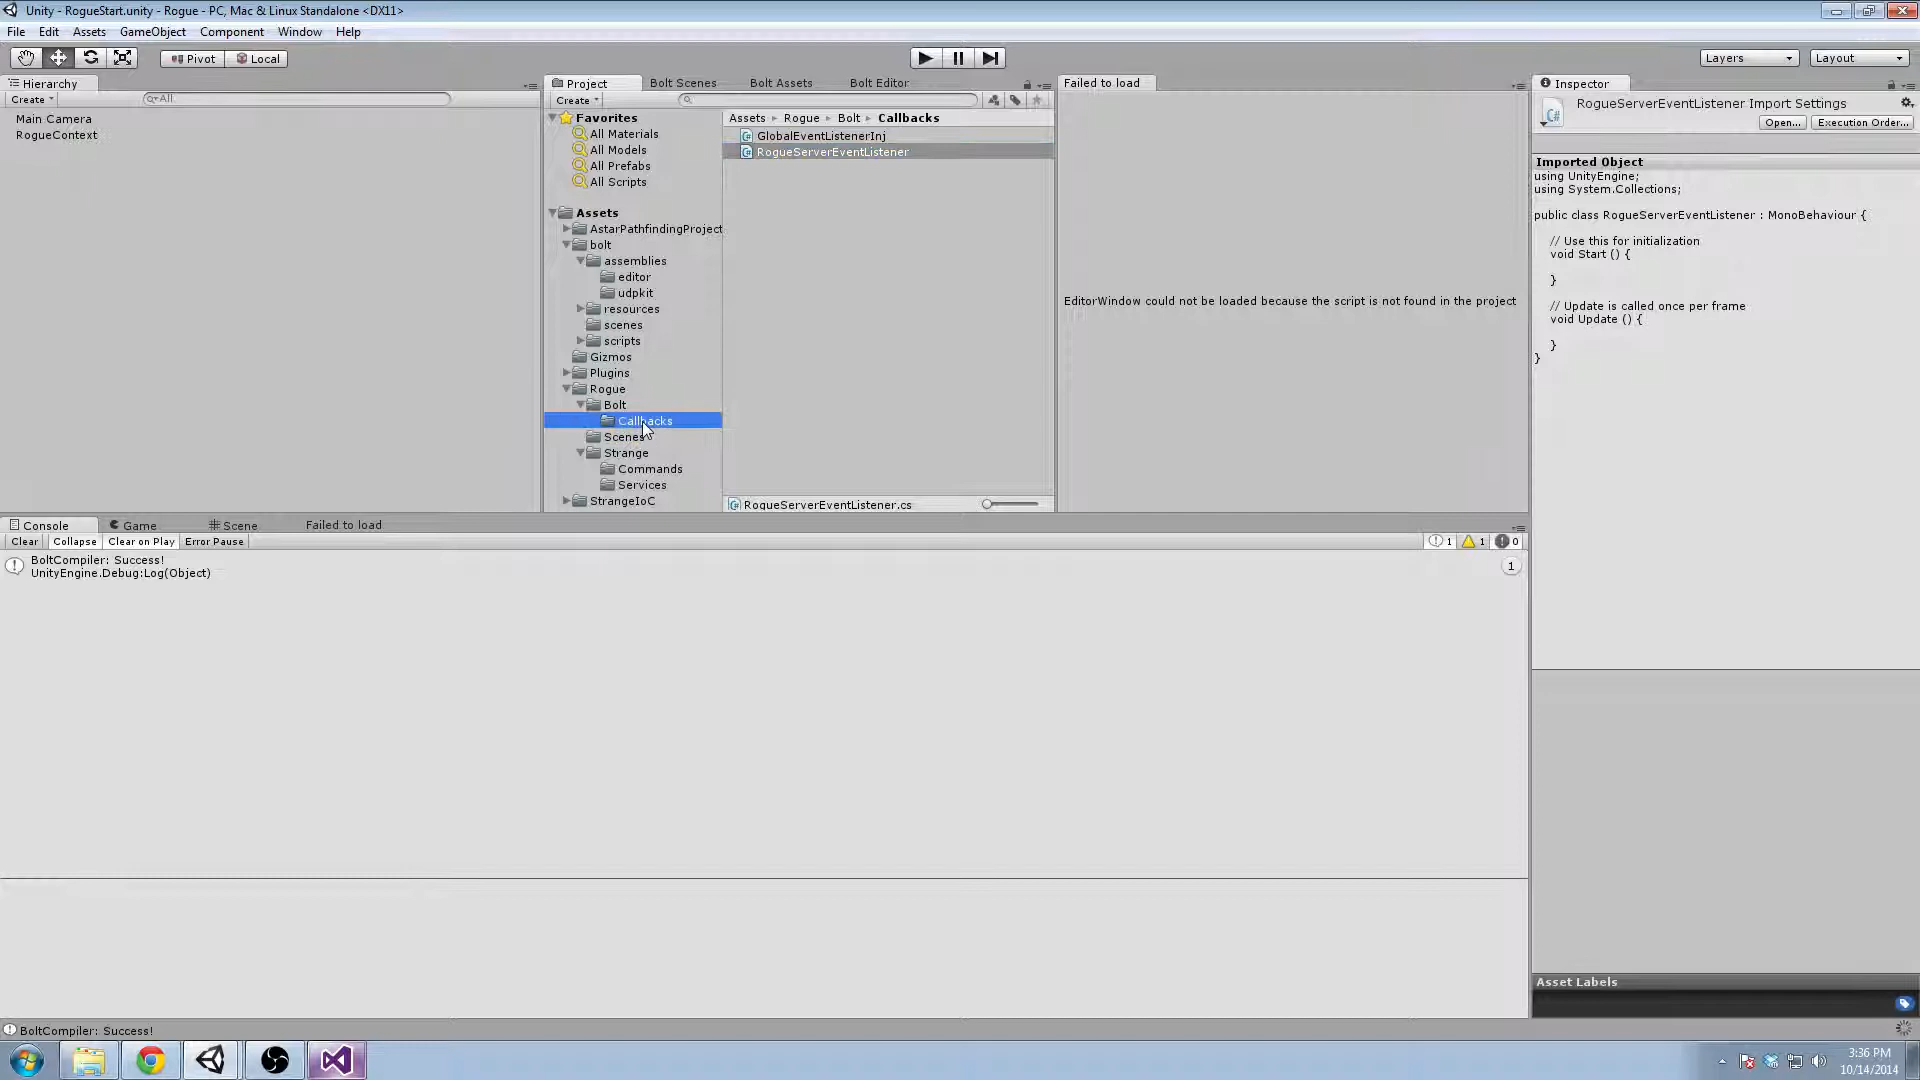 Unity - RogueStart.unity - Rogue - PC, Mac & Linux Standalone <DX11>
File Edit Assets GameObject Component Window Help
Pivot Local
Layers Layout
Hierarchy
Create All
Main Camera
RogueContext
Project Bolt Scenes Bolt Assets Bolt Editor
Create
Favorites
All Materials
All Models
All Prefabs
All Scripts
Assets
AstarPathfindingProject
bolt
assemblies
editor
udpkit
resources
scenes
scripts
Gizmos
Plugins
Rogue
Bolt
Callbacks
Scenes
Strange
Commands
Services
StrangeIoC
Assets Rogue Bolt Callbacks
GlobalEventListenerInj
RogueServerEventListener
RogueServerEventListener.cs
Failed to load
EditorWindow could not be loaded because the script is not found in the project
Inspector
RogueServerEventListener Import Settings
Open... Execution Order...
Imported Object
using UnityEngine;
using System.Collections;
public class RogueServerEventListener : MonoBehaviour {
// Use this for initialization
void Start () {
}
// Update is called once per frame
void Update () {
}
}
Asset Labels
Console Game Scene Failed to load
Clear Collapse Clear on Play Error Pause
1 1 0
BoltCompiler: Success!
UnityEngine.Debug:Log(Object)
1
BoltCompiler: Success!
3:36 PM
10/14/2014